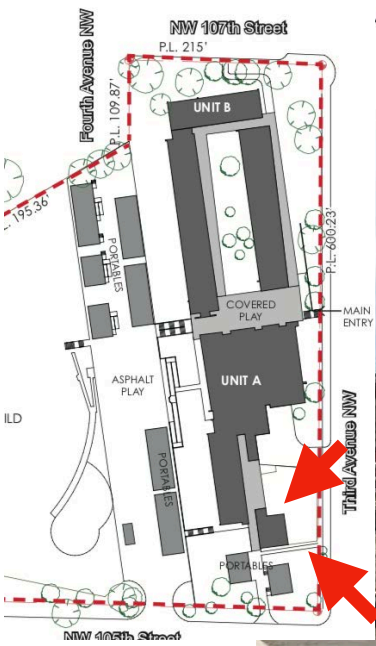 NW 107th Street
P.L. 215'
Fourth Avenue NW
P.L. 109.87'
UNIT B
195.36'
PORTABLES
P.L. 600.23'
COVERED
PLAY
MAIN
ENTRY
ASPHALT
PLAY
UNIT A
ILD
PORTABLES
Third Avenue NW
PORTABLES
NW 105th Street